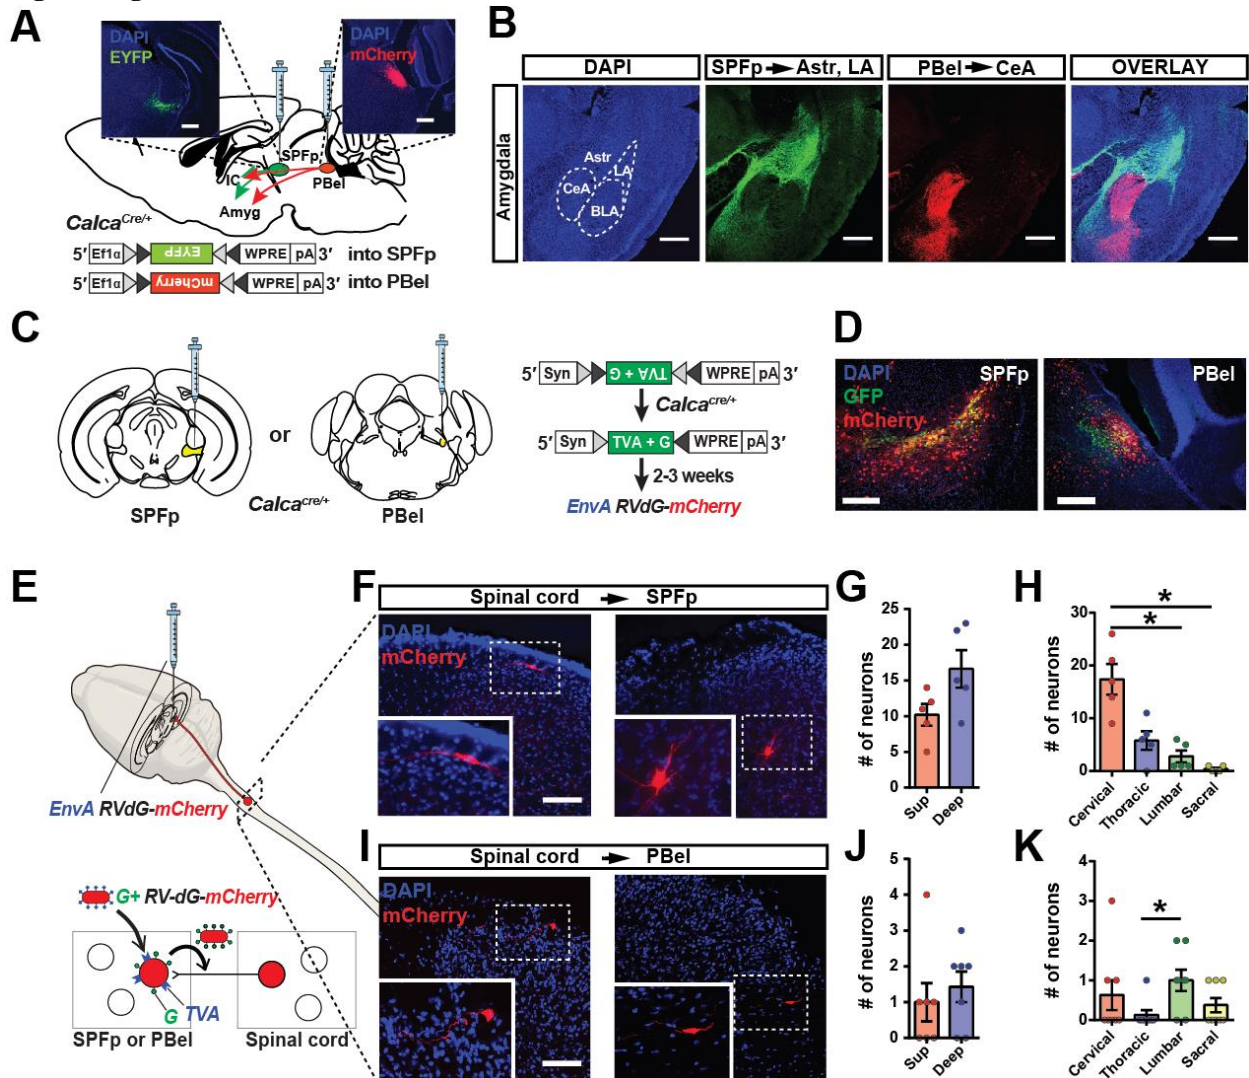 A
DAPI
EYFP
DAPI
mCherry
SPFp
PBel
IC
Amyg
Calca^Cre/+
5′ Ef1α EYFP WPRE pA 3′ into SPFp
5′ Ef1α mCherry WPRE pA 3′ into PBel
B
DAPI
SPFp Astr, LA
PBel CeA
OVERLAY
Amygdala
Astr
LA
CeA
BLA
C
SPFp
or
Calca^cre/+
PBel
5′ Syn TVA + G WPRE pA 3′
Calca^cre/+
5′ Syn TVA + G WPRE pA 3′
2-3 weeks
EnvA RVdG-mCherry
D
DAPI
GFP
mCherry
SPFp
PBel
E
EnvA RVdG-mCherry
G+ RV-dG-mCherry
G
TVA
SPFp or PBel
Spinal cord
F
Spinal cord SPFp
DAPI
mCherry
G
# of neurons
25
20
15
10
5
0
Sup
Deep
H
# of neurons
30
20
10
0
*
*
Cervical
Thoracic
Lumbar
Sacral
I
Spinal cord PBel
DAPI
mCherry
J
# of neurons
5
4
3
2
1
0
Sup
Deep
K
# of neurons
4
3
2
1
0
*
Cervical
Thoracic
Lumbar
Sacral